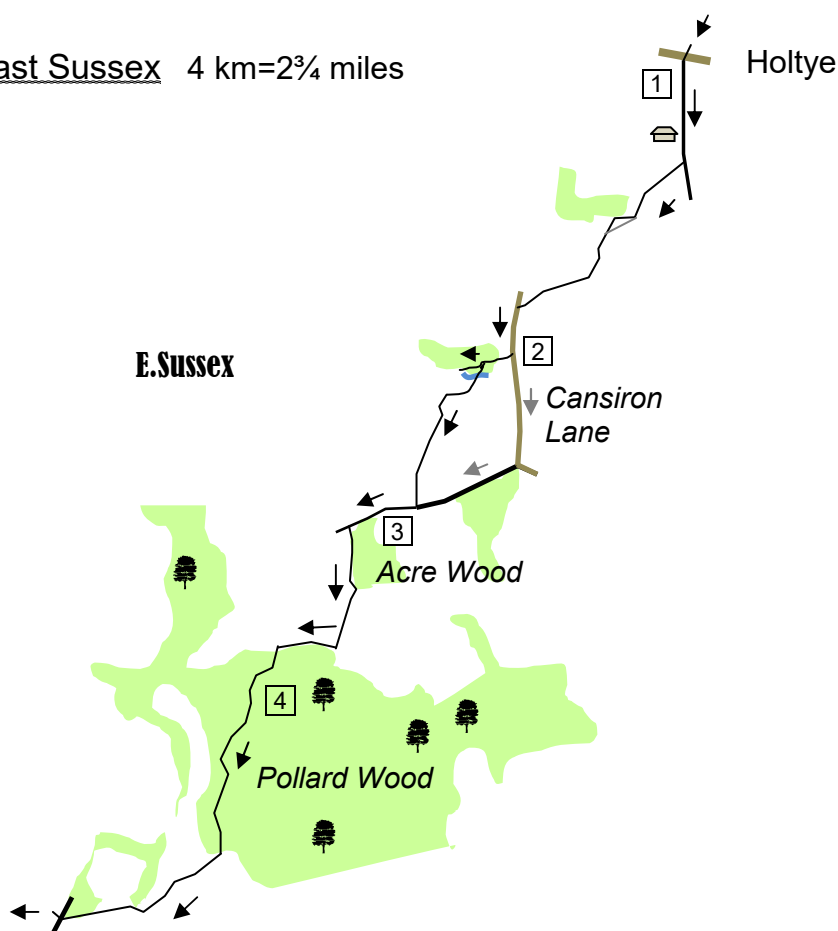 ast Sussex 4 km=2¾ miles
Holtye
1
E.Sussex
2
Cansiron
Lane
3
Acre Wood
4
Pollard Wood